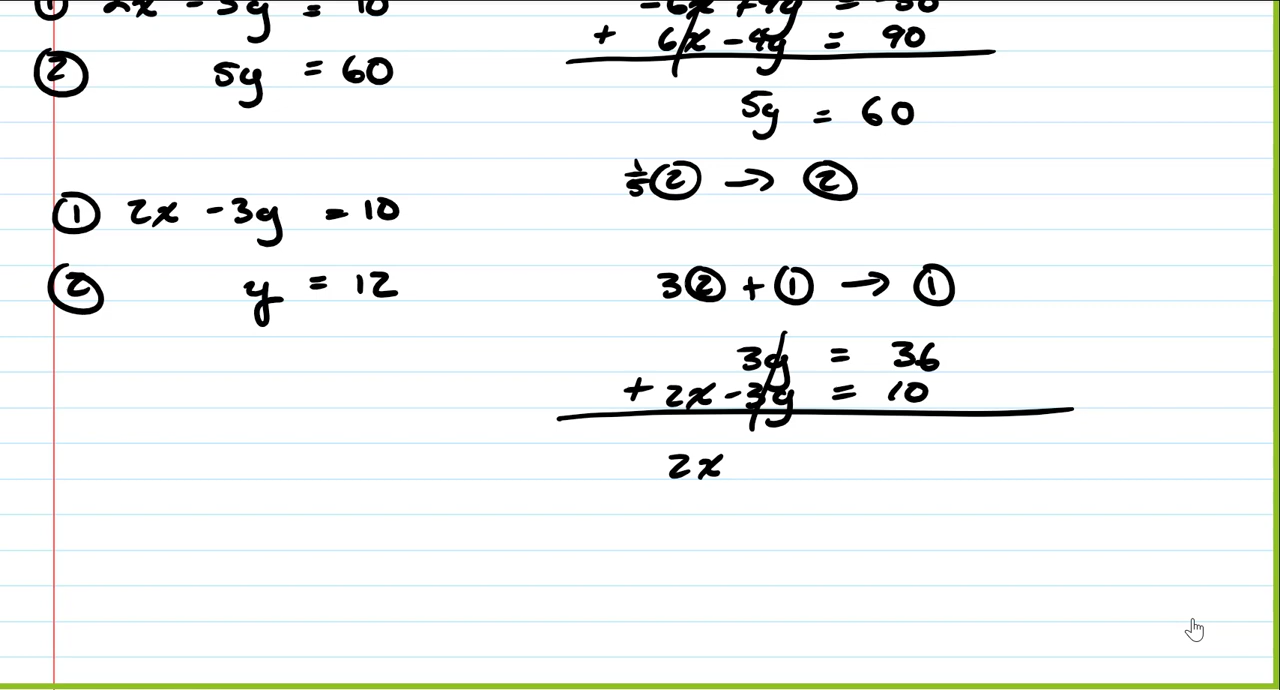 ① 2x - 3y = 10
② 5y = 60
① 2x - 3y = 10
② y = 12
+ 6x - 4y = 90
5y = 60
1/5② → ②
3② + ① → ①
3y = 36
+ 2x - 3y = 10
2x